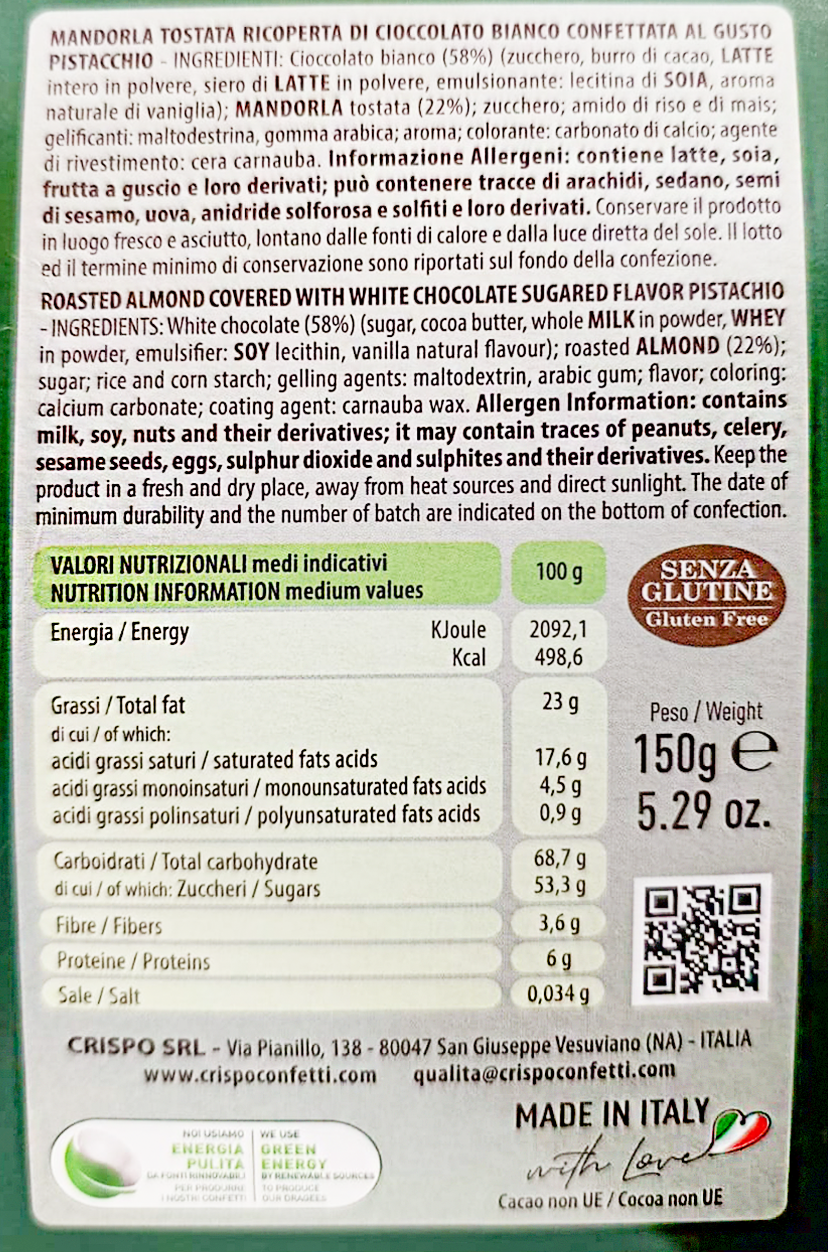 MANDORLA TOSTATA RICOPERTA DI CIOCCOLATO BIANCO CONFETTATA AL GUSTO
PISTACCHIO - INGREDIENTI: Cioccolato bianco (58%) (zucchero, burro di cacao, LATTE
intero in polvere, siero di LATTE in polvere, emulsionante: lecitina di SOIA, aroma
naturale di vaniglia); MANDORLA tostata (22%); zucchero; amido di riso e di mais;
gelificanti: maltodestrina, gomma arabica; aroma; colorante: carbonato di calcio; agente
di rivestimento: cera carnauba. Informazione Allergeni: contiene latte, soia,
frutta a guscio e loro derivati; può contenere tracce di arachidi, sedano, semi
di sesamo, uova, anidride solforosa e solfiti e loro derivati. Conservare il prodotto
in luogo fresco e asciutto, lontano dalle fonti di calore e dalla luce diretta del sole. Il lotto
ed il termine minimo di conservazione sono riportati sul fondo della confezione.
ROASTED ALMOND COVERED WITH WHITE CHOCOLATE SUGARED FLAVOR PISTACHIO
- INGREDIENTS: White chocolate (58%) (sugar, cocoa butter, whole MILK in powder, WHEY
in powder, emulsifier: SOY lecithin, vanilla natural flavour); roasted ALMOND (22%);
sugar; rice and corn starch; gelling agents: maltodextrin, arabic gum; flavor; coloring:
calcium carbonate; coating agent: carnauba wax. Allergen Information: contains
milk, soy, nuts and their derivatives; it may contain traces of peanuts, celery,
sesame seeds, eggs, sulphur dioxide and sulphites and their derivatives. Keep the
product in a fresh and dry place, away from heat sources and direct sunlight. The date of
minimum durability and the number of batch are indicated on the bottom of confection.
VALORI NUTRIZIONALI medi indicativi
NUTRITION INFORMATION medium values
100 g
SENZA
GLUTINE
Gluten Free
Energia / Energy KJoule 2092,1
Kcal 498,6
Grassi / Total fat 23 g
di cui / of which:
acidi grassi saturi / saturated fats acids 17,6 g
acidi grassi monoinsaturi / monounsaturated fats acids 4,5 g
acidi grassi polinsaturi / polyunsaturated fats acids 0,9 g
Peso / Weight
150g e
5.29 oz.
Carboidrati / Total carbohydrate 68,7 g
di cui / of which: Zuccheri / Sugars 53,3 g
Fibre / Fibers 3,6 g
Proteine / Proteins 6 g
Sale / Salt 0,034 g
CRISPO SRL - Via Pianillo, 138 - 80047 San Giuseppe Vesuviano (NA) - ITALIA
www.crispoconfetti.com qualita@crispoconfetti.com
NOI USIAMO
ENERGIA
PULITA
DA FONTI RINNOVABILI
PER PRODURRE
I NOSTRI CONFETTI
WE USE
GREEN
ENERGY
BY RENEWABLE SOURCES
TO PRODUCE
OUR DRAGEES
MADE IN ITALY
with Love
Cacao non UE / Cocoa non UE